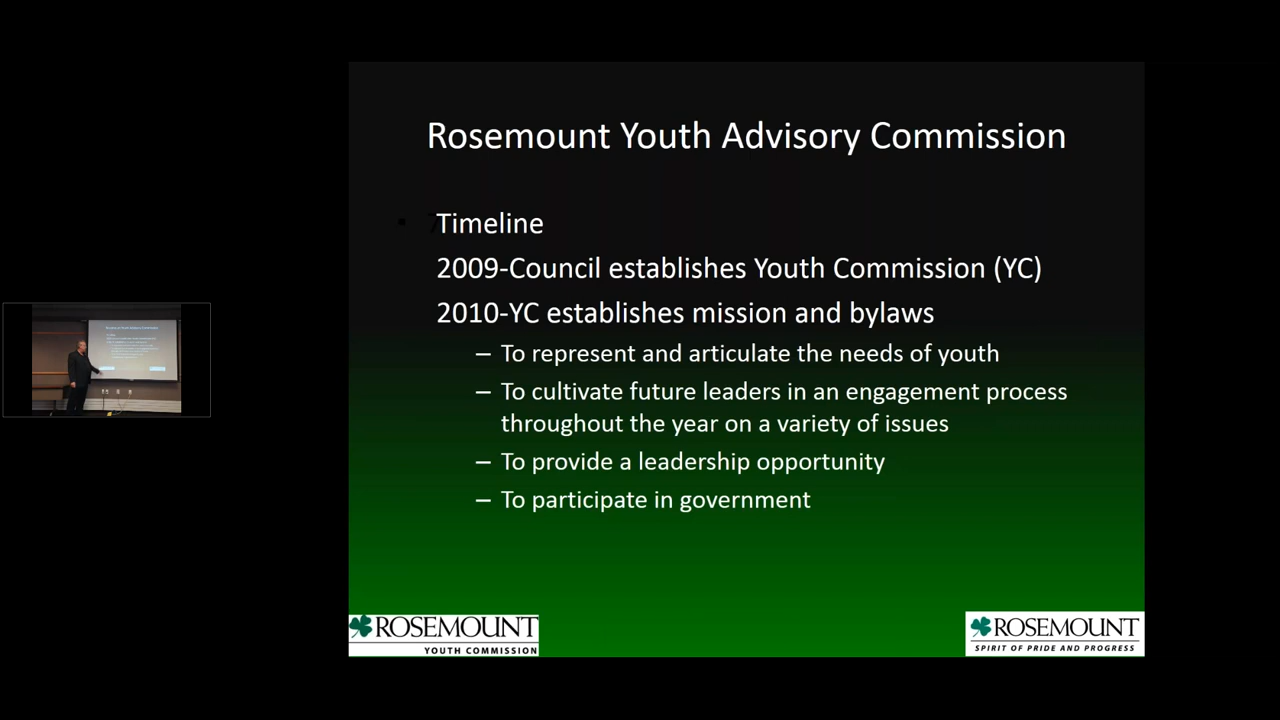 Rosemount Youth Advisory Commission
Timeline
2009-Council establishes Youth Commission (YC)
2010-YC establishes mission and bylaws
– To represent and articulate the needs of youth
– To cultivate future leaders in an engagement process
throughout the year on a variety of issues
– To provide a leadership opportunity
– To participate in government
ROSEMOUNT
YOUTH COMMISSION
ROSEMOUNT
SPIRIT OF PRIDE AND PROGRESS